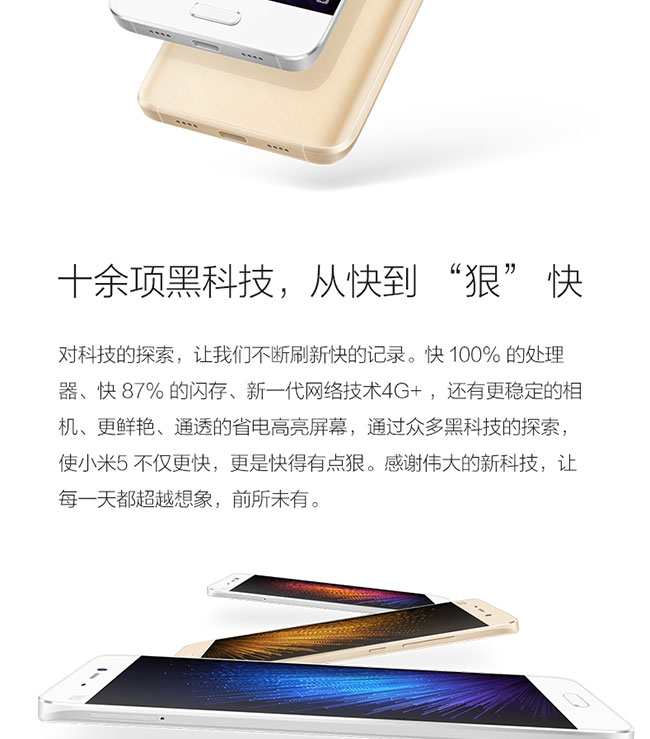 十余项黑科技，从快到 “狠” 快
对科技的探索，让我们不断刷新快的记录。快 100% 的处理
器、快 87% 的闪存、新一代网络技术4G+ ，还有更稳定的相
机、更鲜艳、通透的省电高亮屏幕，通过众多黑科技的探索，
使小米5 不仅更快，更是快得有点狠。感谢伟大的新科技，让
每一天都超越想象，前所未有。